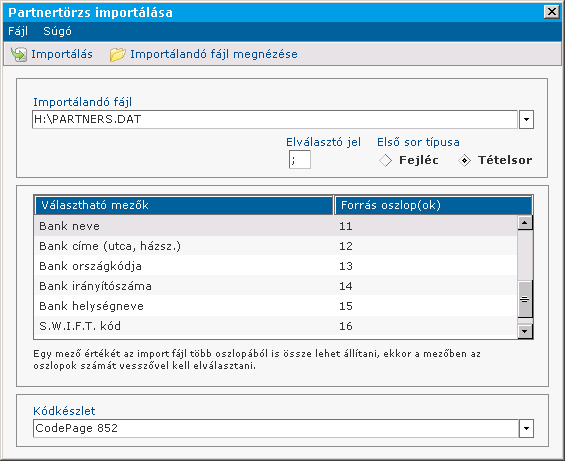 Partnertörzs importálása
Fájl Súgó
Importálás Importálandó fájl megnézése
Importálandó fájl
H:\PARTNERS.DAT
Elválasztó jel Első sor típusa
; Fejléc Tételsor
Választható mezők Forrás oszlop(ok)
Bank neve 11
Bank címe (utca, házsz.) 12
Bank országkódja 13
Bank irányítószáma 14
Bank helységneve 15
S.W.I.F.T. kód 16
Egy mező értékét az import fájl több oszlopából is össze lehet állítani, ekkor a mezőben az
oszlopok számát vesszővel kell elválasztani.
Kódkészlet
CodePage 852